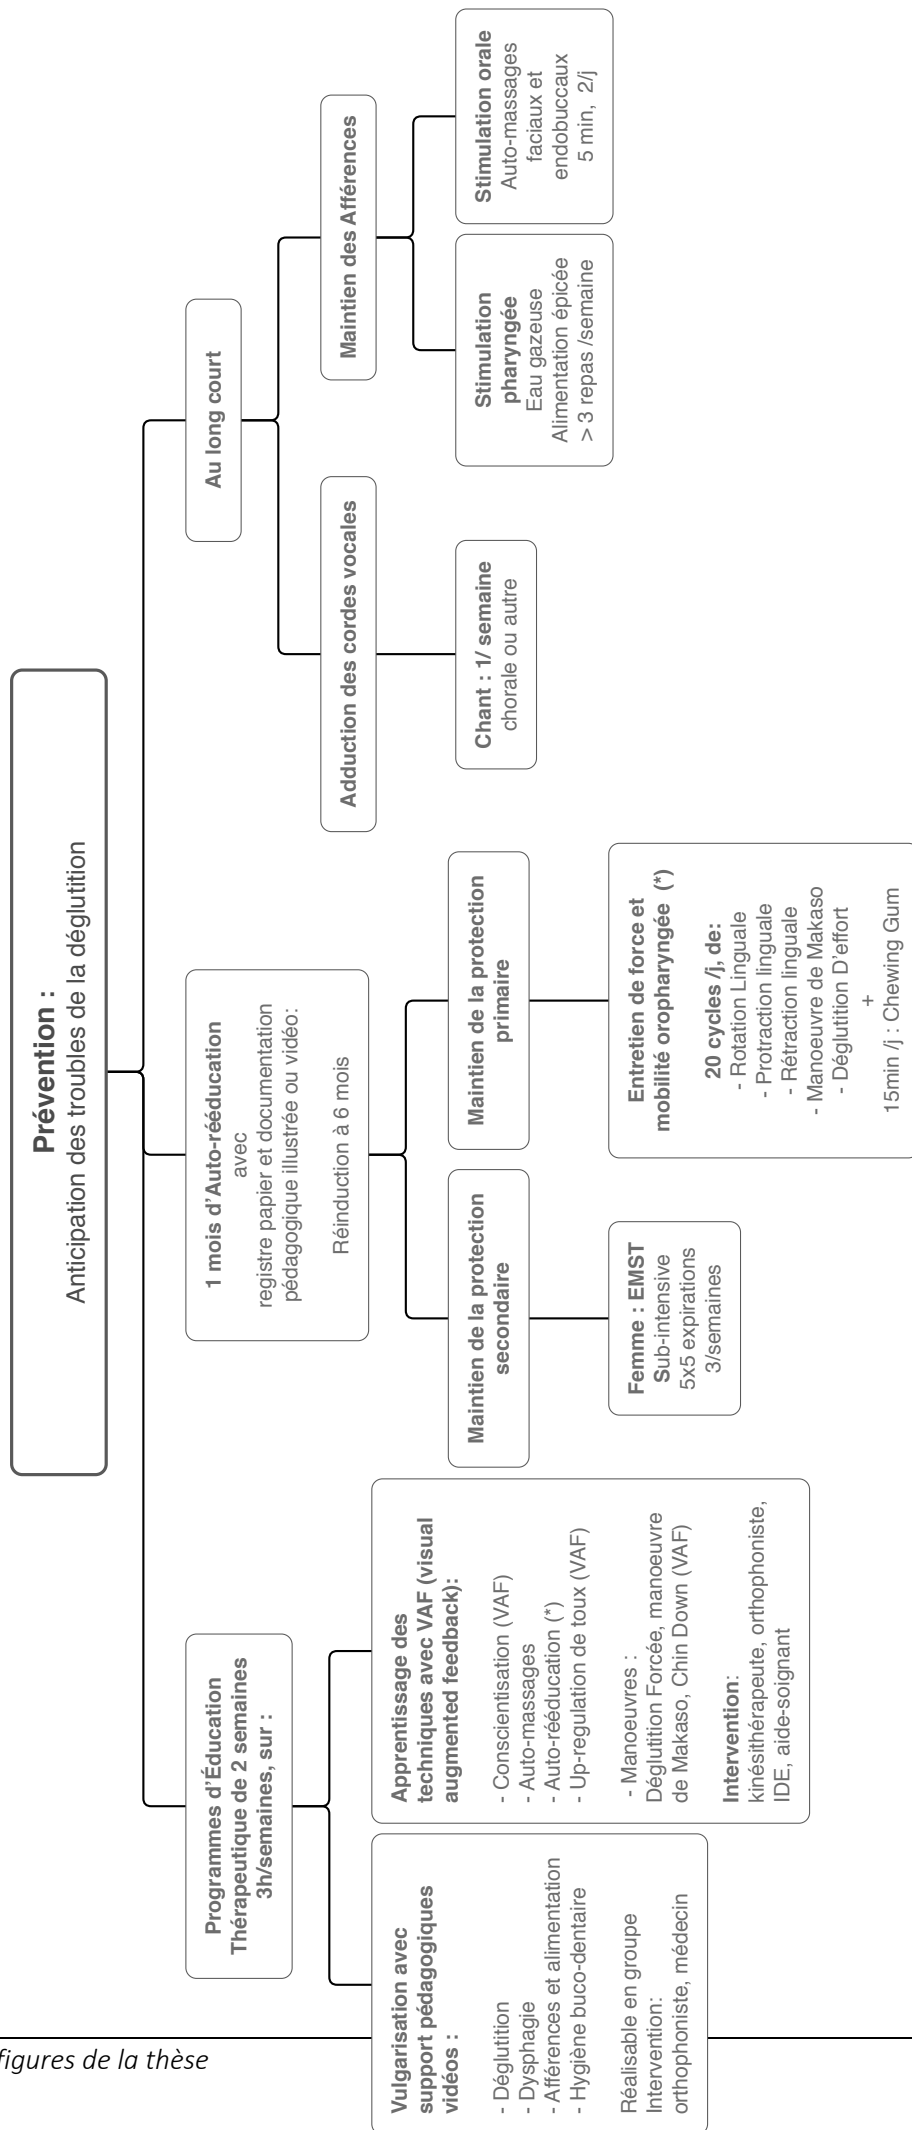 Prévention :
Anticipation des troubles de la déglutition
Programmes d'Éducation
Thérapeutique de 2 semaines
3h/semaines, sur :
Vulgarisation avec
support pédagogiques
vidéos :
- Déglutition
- Dysphagie
- Afférences et alimentation
- Hygiène buco-dentaire
Réalisable en groupe
Intervention:
orthophoniste, médecin
Apprentissage des
techniques avec VAF (visual
augmented feedback):
- Conscientisation (VAF)
- Auto-massages
- Auto-rééducation (*)
- Up-regulation de toux (VAF)
- Manoeuvres :
Déglutition Forcée, manoeuvre
de Makaso, Chin Down (VAF)
Intervention:
kinésithérapeute, orthophoniste,
IDE, aide-soignant
1 mois d'Auto-rééducation
avec
registre papier et documentation
pédagogique illustrée ou vidéo:
Réinduction à 6 mois
Maintien de la protection
secondaire
Femme : EMST
Sub-intensive
5x5 expirations
3/semaines
Maintien de la protection
primaire
Entretien de force et
mobilité oropharyngée (*)
20 cycles /j, de:
- Rotation Linguale
- Protraction linguale
- Rétraction linguale
- Manoeuvre de Makaso
- Déglutition D'effort
+
15min /j : Chewing Gum
Au long court
Adduction des cordes vocales
Chant : 1/ semaine
chorale ou autre
Maintien des Afférences
Stimulation
pharyngée
Eau gazeuse
Alimentation épicée
> 3 repas /semaine
Stimulation orale
Auto-massages
faciaux et
endobuccaux
5 min, 2/j
figures de la thèse